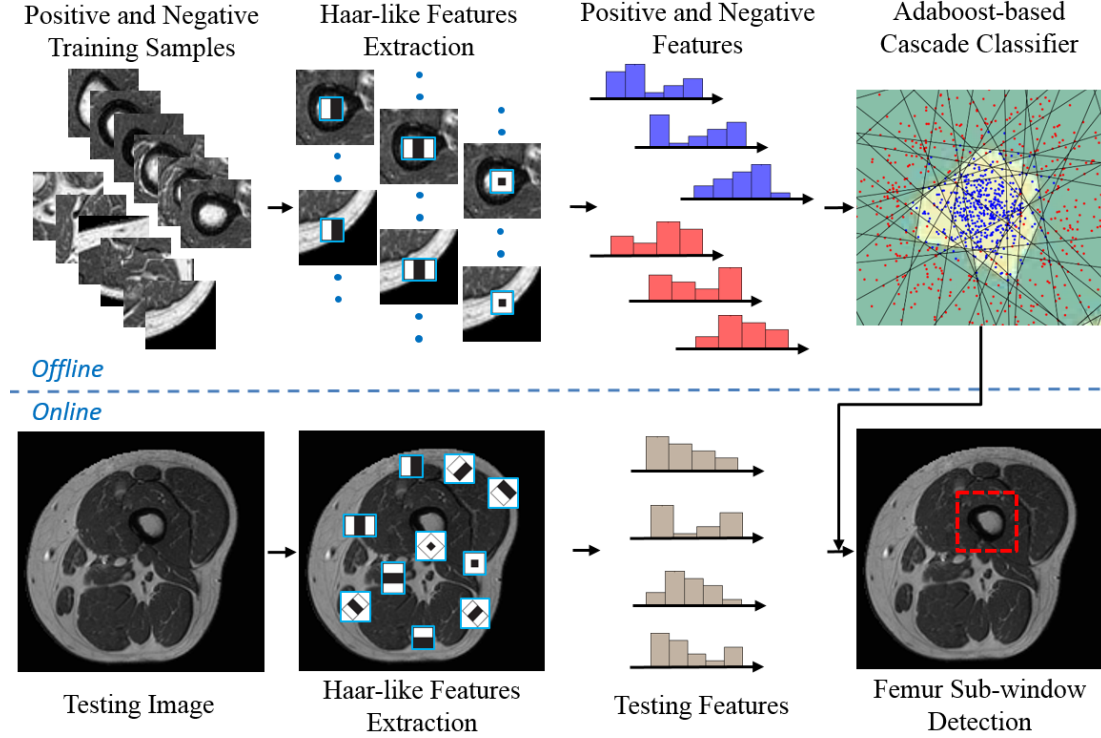 Positive and Negative
Training Samples
Haar-like Features
Extraction
Positive and Negative
Features
Adaboost-based
Cascade Classifier
Offline
Online
Testing Image
Haar-like Features
Extraction
Testing Features
Femur Sub-window
Detection